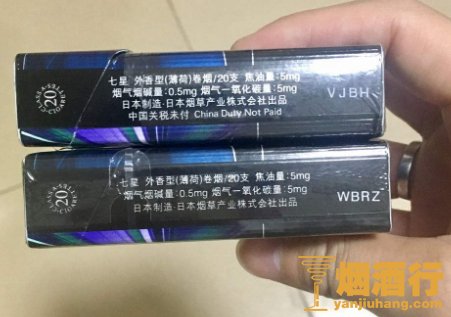 CLASS A
20
CIGARETTES
七星 外香型(薄荷)卷烟/20支 焦油量:5mg
烟气烟碱量:0.5mg 烟气一氧化碳量:5mg
日本制造·日本烟草产业株式会社出品
中国关税未付 China Duty Not Paid
VJBH
CLASS A
20
CIGARETTES
七星 外香型(薄荷)卷烟/20支 焦油量:5mg
烟气烟碱量:0.5mg 烟气一氧化碳量:5mg
日本制造·日本烟草产业株式会社出品
WBRZ
烟酒行
yanjiuhang.com